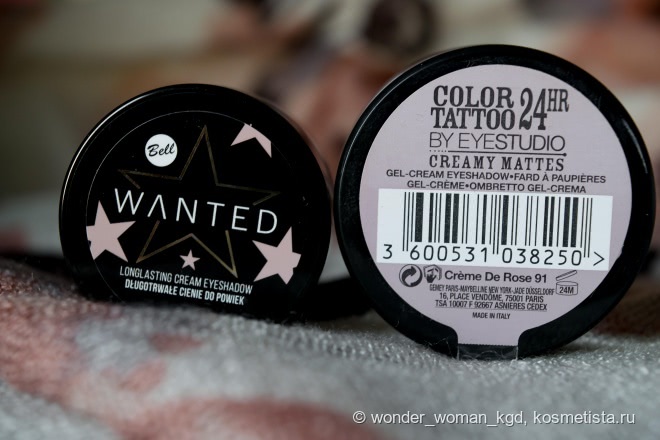 Bell
WANTED
LONGLASTING CREAM EYESHADOW
DŁUGOTRWAŁE CIENIE DO POWIEK
COLOR
TATTOO 24HR
BY EYESTUDIO
CREAMY MATTES
GEL-CREAM EYESHADOW•FARD À PAUPIÈRES
GEL-CRÈME•OMBRETTO GEL-CREMA
3 600531 038250 >
Crème De Rose 91
24M
GEMEY PARIS-MAYBELLINE NEW YORK-JADE DÜSSELDORF
16, PLACE VENDÔME, 75001 PARIS
TSA 10007 F 92667 ASNIERES CEDEX
MADE IN ITALY
© wonder_woman_kgd, kosmetista.ru